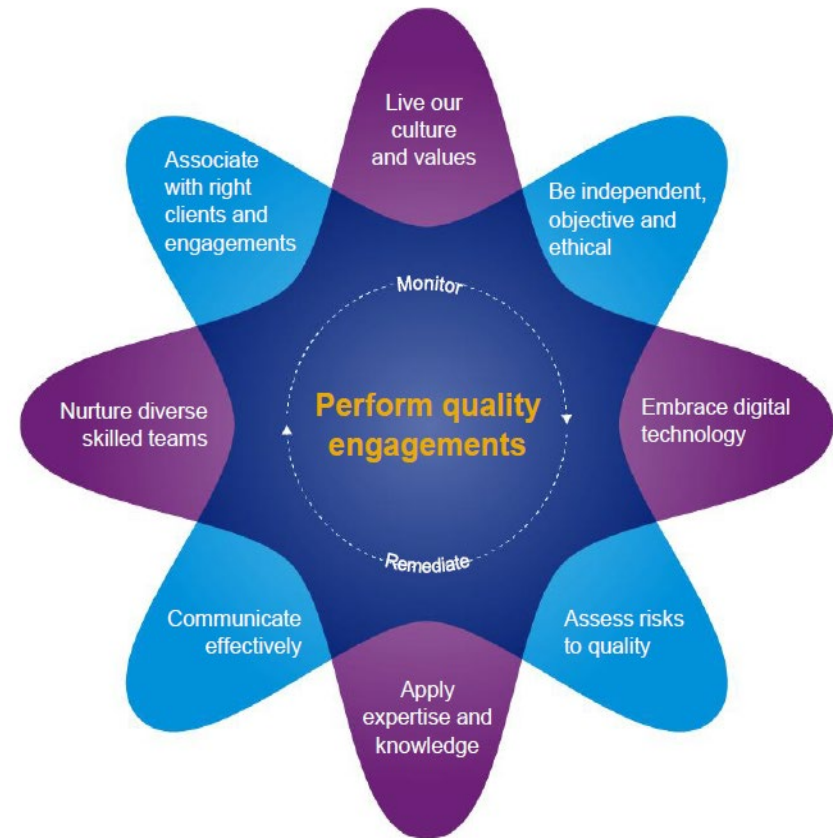 Live our
culture
and values
Be independent,
objective and
ethical
Embrace digital
technology
Assess risks
to quality
Apply
expertise and
knowledge
Communicate
effectively
Nurture diverse
skilled teams
Associate
with right
clients and
engagements
Monitor
Perform quality
engagements
Remediate